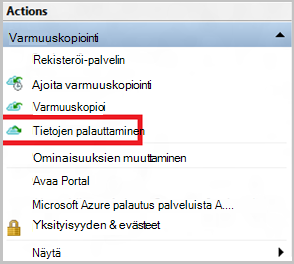 Actions
Varmuuskopiointi
Rekisteröi-palvelin
Ajoita varmuuskopiointi
Varmuuskopioi
Tietojen palauttaminen
Ominaisuuksien muuttaminen
Avaa Portal
Microsoft Azure palautus palveluista A....
Yksityisyyden & evästeet
Näytä